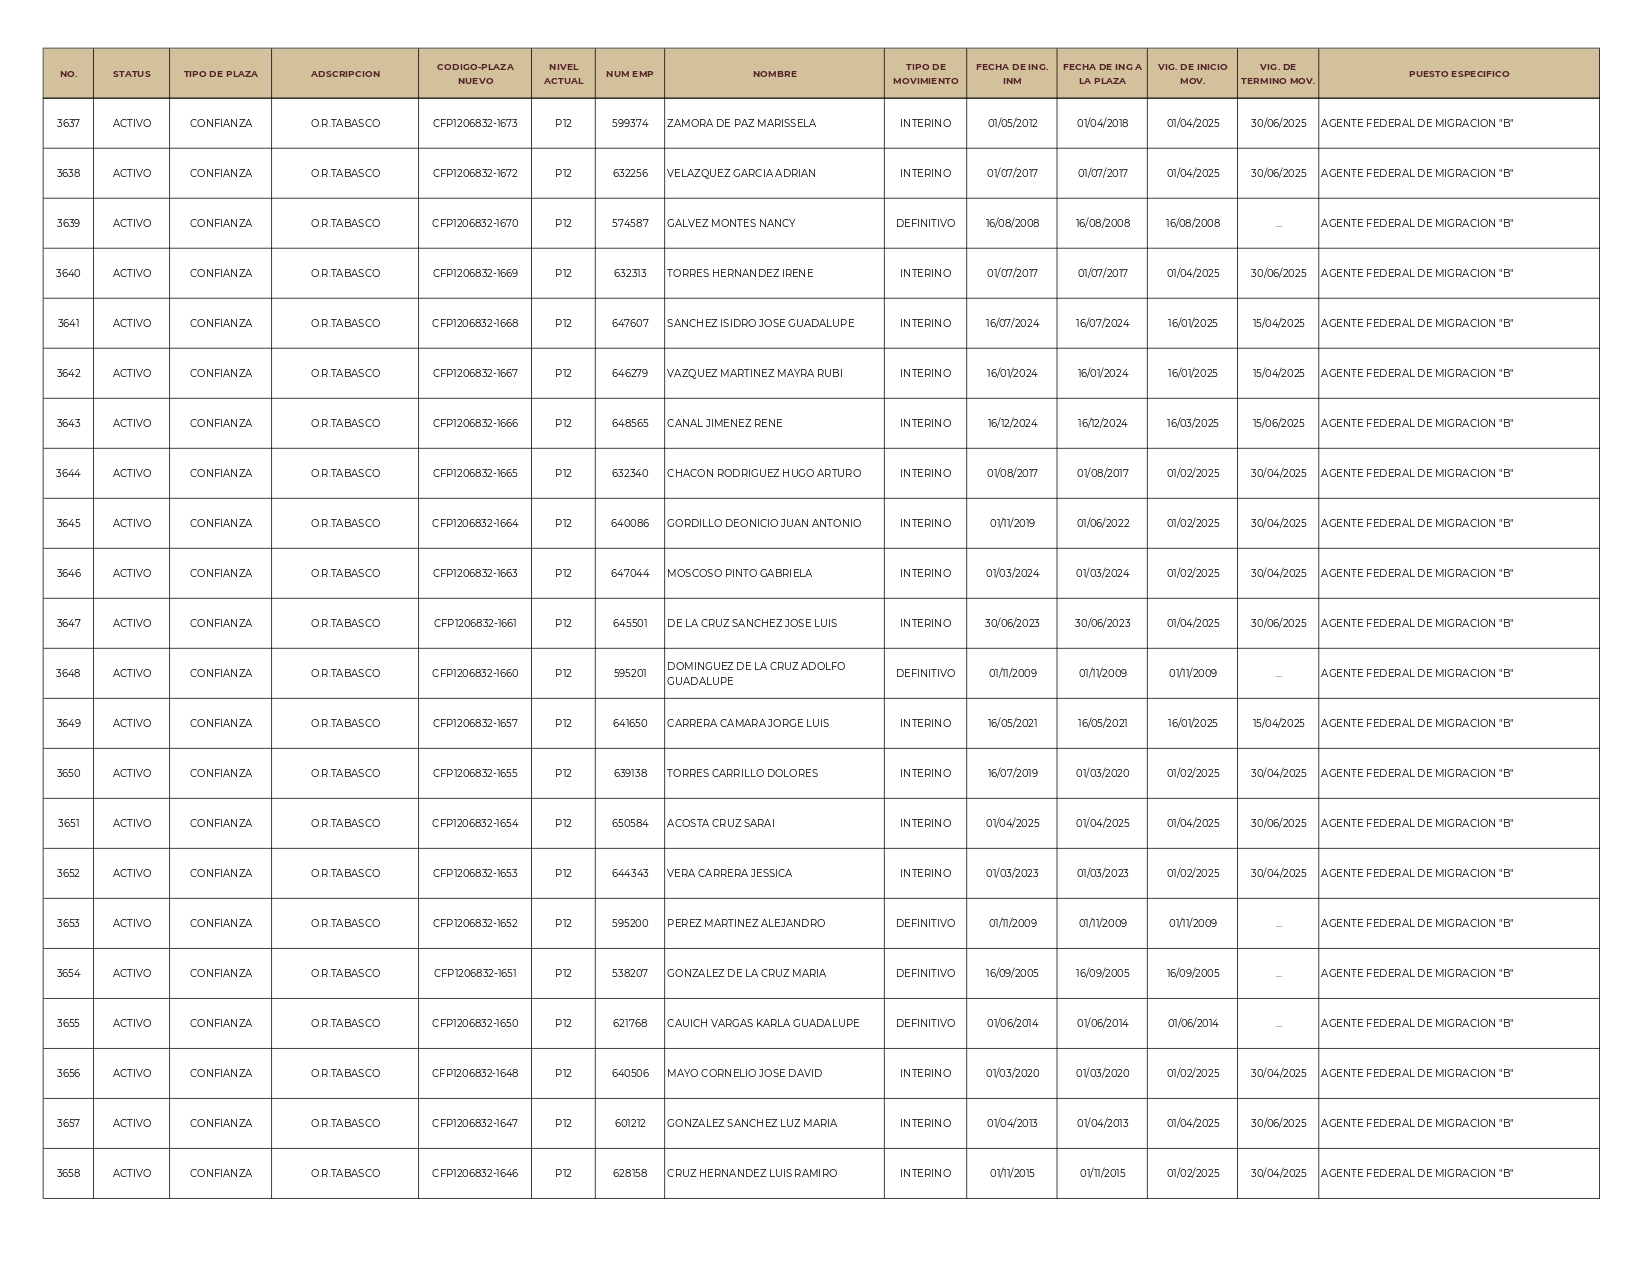 NO. STATUS TIPO DE PLAZA ADSCRIPCION CODIGO-PLAZA NUEVO NIVEL ACTUAL NUM EMP NOMBRE TIPO DE MOVIMIENTO FECHA DE ING. INM FECHA DE ING A LA PLAZA VIG. DE INICIO MOV. VIG. DE TERMINO MOV. PUESTO ESPECIFICO
3637 ACTIVO CONFIANZA O.R.TABASCO CFP1206832-1673 P12 599374 ZAMORA DE PAZ MARISSELA INTERINO 01/05/2012 01/04/2018 01/04/2025 30/06/2025 AGENTE FEDERAL DE MIGRACION "B"
3638 ACTIVO CONFIANZA O.R.TABASCO CFP1206832-1672 P12 632256 VELAZQUEZ GARCIA ADRIAN INTERINO 01/07/2017 01/07/2017 01/04/2025 30/06/2025 AGENTE FEDERAL DE MIGRACION "B"
3639 ACTIVO CONFIANZA O.R.TABASCO CFP1206832-1670 P12 574587 GALVEZ MONTES NANCY DEFINITIVO 16/08/2008 16/08/2008 16/08/2008 ... AGENTE FEDERAL DE MIGRACION "B"
3640 ACTIVO CONFIANZA O.R.TABASCO CFP1206832-1669 P12 632313 TORRES HERNANDEZ IRENE INTERINO 01/07/2017 01/07/2017 01/04/2025 30/06/2025 AGENTE FEDERAL DE MIGRACION "B"
3641 ACTIVO CONFIANZA O.R.TABASCO CFP1206832-1668 P12 647607 SANCHEZ ISIDRO JOSE GUADALUPE INTERINO 16/07/2024 16/07/2024 16/01/2025 15/04/2025 AGENTE FEDERAL DE MIGRACION "B"
3642 ACTIVO CONFIANZA O.R.TABASCO CFP1206832-1667 P12 646279 VAZQUEZ MARTINEZ MAYRA RUBI INTERINO 16/01/2024 16/01/2024 16/01/2025 15/04/2025 AGENTE FEDERAL DE MIGRACION "B"
3643 ACTIVO CONFIANZA O.R.TABASCO CFP1206832-1666 P12 648565 CANAL JIMENEZ RENE INTERINO 16/12/2024 16/12/2024 16/03/2025 15/06/2025 AGENTE FEDERAL DE MIGRACION "B"
3644 ACTIVO CONFIANZA O.R.TABASCO CFP1206832-1665 P12 632340 CHACON RODRIGUEZ HUGO ARTURO INTERINO 01/08/2017 01/08/2017 01/02/2025 30/04/2025 AGENTE FEDERAL DE MIGRACION "B"
3645 ACTIVO CONFIANZA O.R.TABASCO CFP1206832-1664 P12 640086 GORDILLO DEONICIO JUAN ANTONIO INTERINO 01/11/2019 01/06/2022 01/02/2025 30/04/2025 AGENTE FEDERAL DE MIGRACION "B"
3646 ACTIVO CONFIANZA O.R.TABASCO CFP1206832-1663 P12 647044 MOSCOSO PINTO GABRIELA INTERINO 01/03/2024 01/03/2024 01/02/2025 30/04/2025 AGENTE FEDERAL DE MIGRACION "B"
3647 ACTIVO CONFIANZA O.R.TABASCO CFP1206832-1661 P12 645501 DE LA CRUZ SANCHEZ JOSE LUIS INTERINO 30/06/2023 30/06/2023 01/04/2025 30/06/2025 AGENTE FEDERAL DE MIGRACION "B"
3648 ACTIVO CONFIANZA O.R.TABASCO CFP1206832-1660 P12 595201 DOMINGUEZ DE LA CRUZ ADOLFO GUADALUPE DEFINITIVO 01/11/2009 01/11/2009 01/11/2009 ... AGENTE FEDERAL DE MIGRACION "B"
3649 ACTIVO CONFIANZA O.R.TABASCO CFP1206832-1657 P12 641650 CARRERA CAMARA JORGE LUIS INTERINO 16/05/2021 16/05/2021 16/01/2025 15/04/2025 AGENTE FEDERAL DE MIGRACION "B"
3650 ACTIVO CONFIANZA O.R.TABASCO CFP1206832-1655 P12 639138 TORRES CARRILLO DOLORES INTERINO 16/07/2019 01/03/2020 01/02/2025 30/04/2025 AGENTE FEDERAL DE MIGRACION "B"
3651 ACTIVO CONFIANZA O.R.TABASCO CFP1206832-1654 P12 650584 ACOSTA CRUZ SARAI INTERINO 01/04/2025 01/04/2025 01/04/2025 30/06/2025 AGENTE FEDERAL DE MIGRACION "B"
3652 ACTIVO CONFIANZA O.R.TABASCO CFP1206832-1653 P12 644343 VERA CARRERA JESSICA INTERINO 01/03/2023 01/03/2023 01/02/2025 30/04/2025 AGENTE FEDERAL DE MIGRACION "B"
3653 ACTIVO CONFIANZA O.R.TABASCO CFP1206832-1652 P12 595200 PEREZ MARTINEZ ALEJANDRO DEFINITIVO 01/11/2009 01/11/2009 01/11/2009 ... AGENTE FEDERAL DE MIGRACION "B"
3654 ACTIVO CONFIANZA O.R.TABASCO CFP1206832-1651 P12 538207 GONZALEZ DE LA CRUZ MARIA DEFINITIVO 16/09/2005 16/09/2005 16/09/2005 ... AGENTE FEDERAL DE MIGRACION "B"
3655 ACTIVO CONFIANZA O.R.TABASCO CFP1206832-1650 P12 621768 CAUICH VARGAS KARLA GUADALUPE DEFINITIVO 01/06/2014 01/06/2014 01/06/2014 ... AGENTE FEDERAL DE MIGRACION "B"
3656 ACTIVO CONFIANZA O.R.TABASCO CFP1206832-1648 P12 640506 MAYO CORNELIO JOSE DAVID INTERINO 01/03/2020 01/03/2020 01/02/2025 30/04/2025 AGENTE FEDERAL DE MIGRACION "B"
3657 ACTIVO CONFIANZA O.R.TABASCO CFP1206832-1647 P12 601212 GONZALEZ SANCHEZ LUZ MARIA INTERINO 01/04/2013 01/04/2013 01/04/2025 30/06/2025 AGENTE FEDERAL DE MIGRACION "B"
3658 ACTIVO CONFIANZA O.R.TABASCO CFP1206832-1646 P12 628158 CRUZ HERNANDEZ LUIS RAMIRO INTERINO 01/11/2015 01/11/2015 01/02/2025 30/04/2025 AGENTE FEDERAL DE MIGRACION "B"